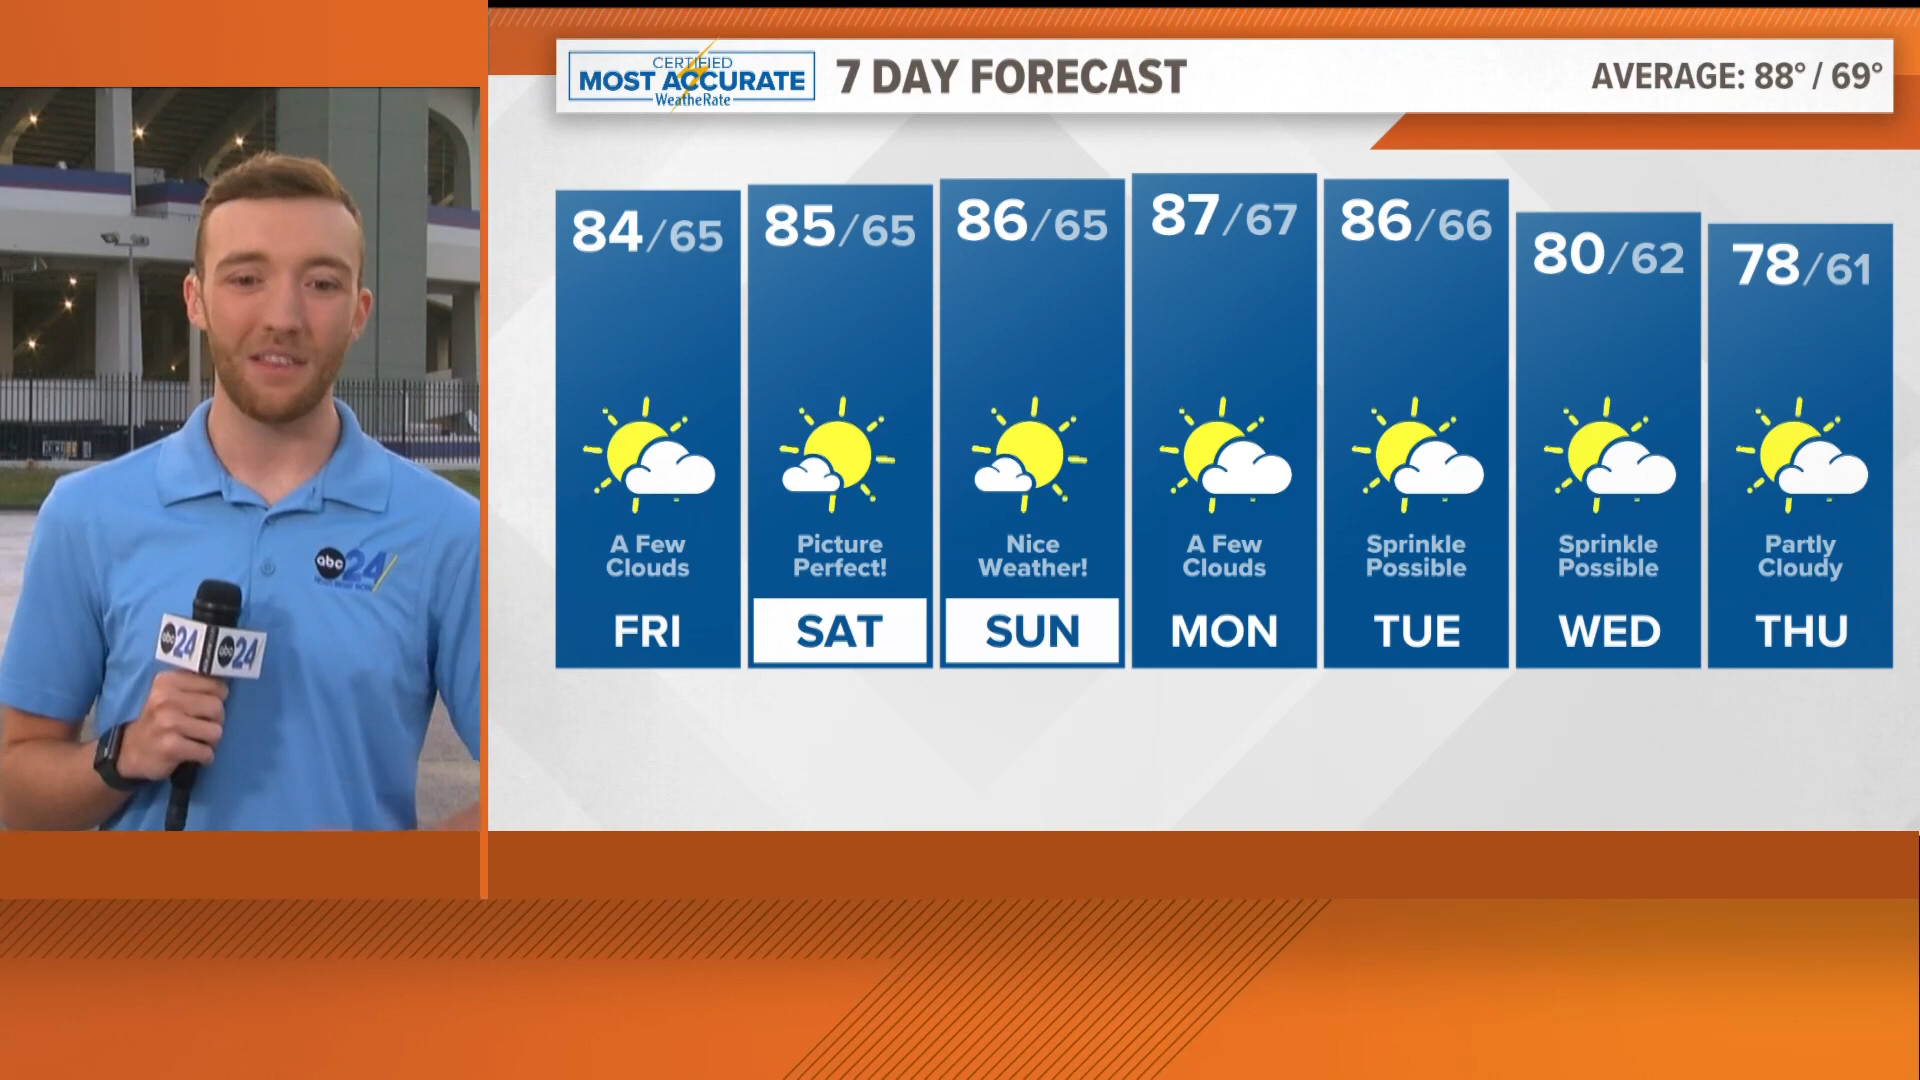 CERTIFIED
MOST ACCURATE
WeatheRate
7 DAY FORECAST
AVERAGE: 88° / 69°
84/65
A Few
Clouds
FRI
85/65
Picture
Perfect!
SAT
86/65
Nice
Weather!
SUN
87/67
A Few
Clouds
MON
86/66
Sprinkle
Possible
TUE
80/62
Sprinkle
Possible
WED
78/61
Partly
Cloudy
THU
abc 24
abc 24
abc 24